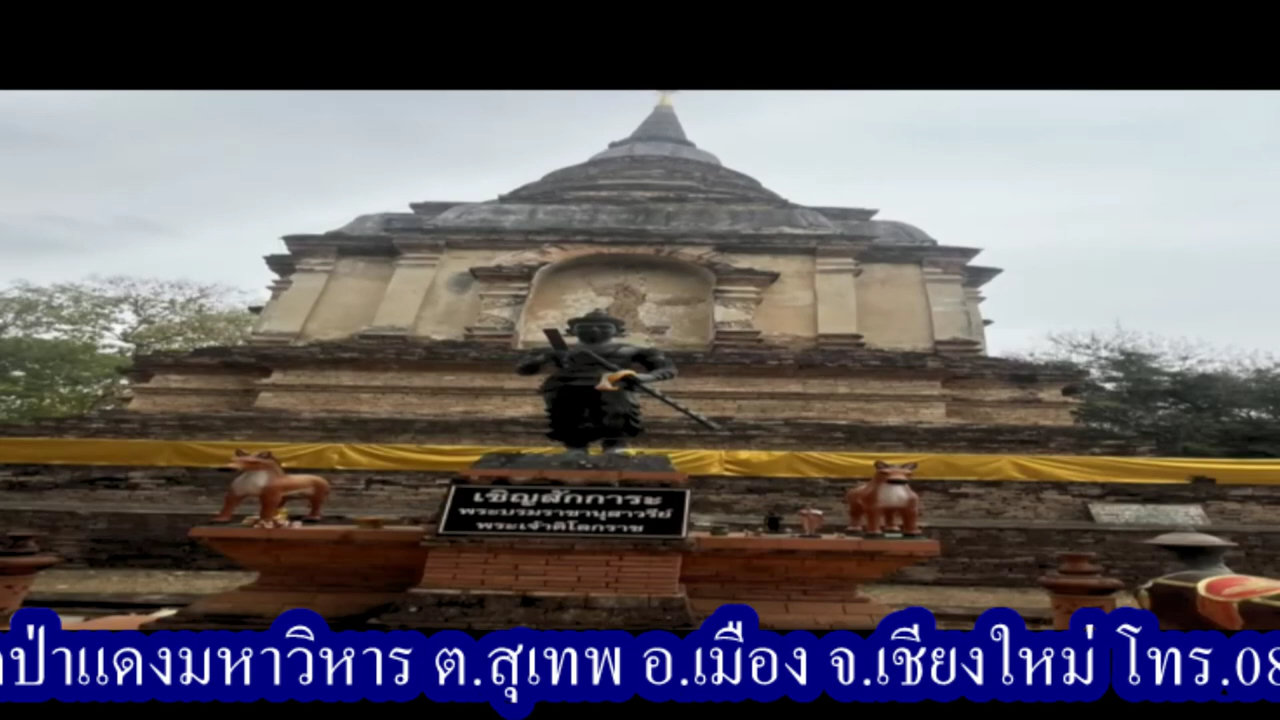 เชิญสักการะ
พระบรมราชานุสาวรีย์
พระเจ้าติโลกราช
ป่าแดงมหาวิหาร ต.สุเทพ อ.เมือง จ.เชียงใหม่ โทร.08